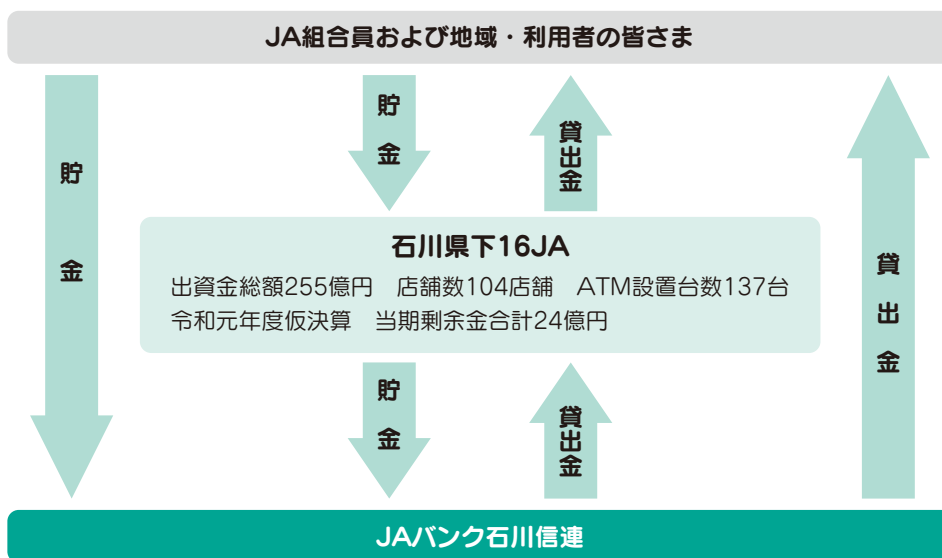 JA組合員および地域・利用者の皆さま
貯金
貯金
貸出金
貸出金
石川県下16JA
出資金総額255億円　店舗数104店舗　ATM設置台数137台
令和元年度仮決算　当期剰余金合計24億円
貯金
貸出金
JAバンク石川信連